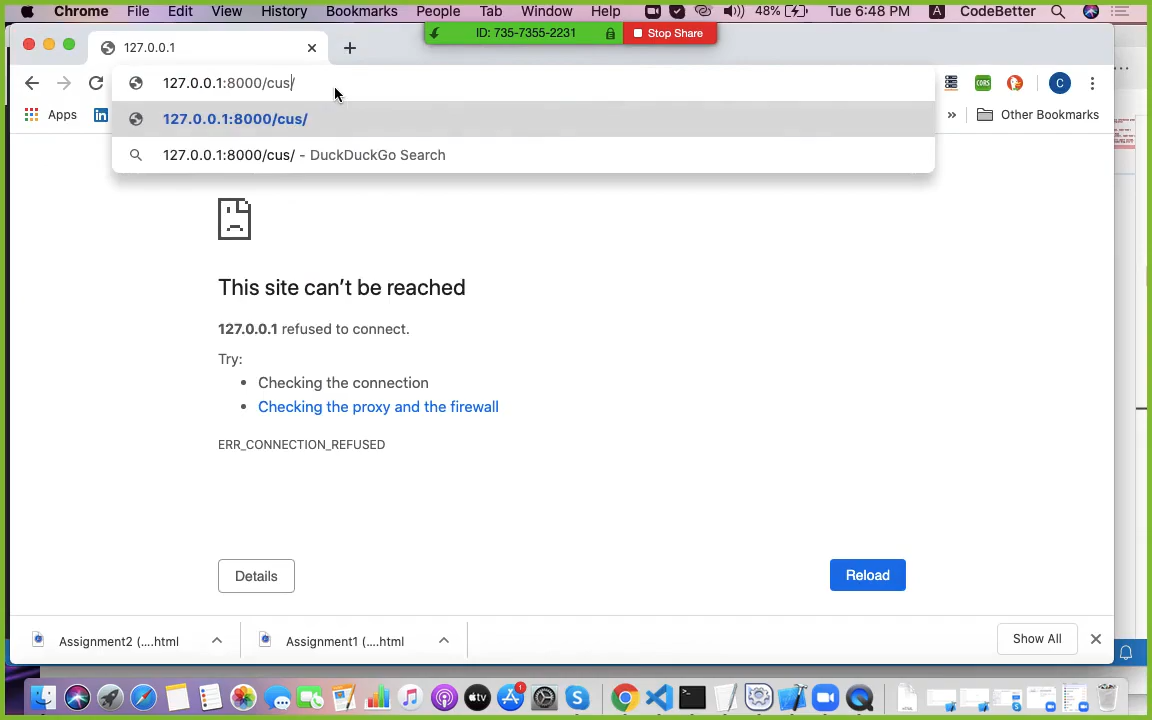 Chrome File Edit View History Bookmarks People Tab Window Help 48% Tue 6:48 PM A CodeBetter
ID: 735-7355-2231 Stop Share
127.0.0.1
127.0.0.1:8000/cus/ CORS C
127.0.0.1:8000/cus/
Apps in » Other Bookmarks
127.0.0.1:8000/cus/ - DuckDuckGo Search
This site can't be reached
127.0.0.1 refused to connect.
Try:
• Checking the connection
• Checking the proxy and the firewall
ERR_CONNECTION_REFUSED
Details Reload
Assignment2 (....html Assignment1 (....html Show All
tv 1